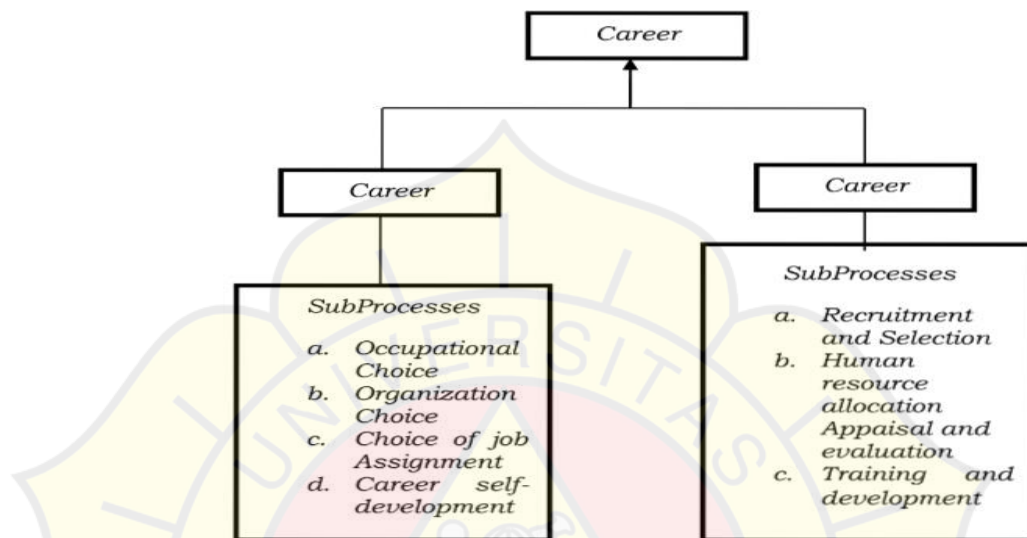 Career
Career
Career
SubProcesses
a. Occupational
Choice
b. Organization
Choice
c. Choice of job
Assignment
d. Career self-
development
SubProcesses
a. Recruitment
and Selection
b. Human
resource
allocation
Appaisal and
evaluation
c. Training and
development
UNIVERSITAS